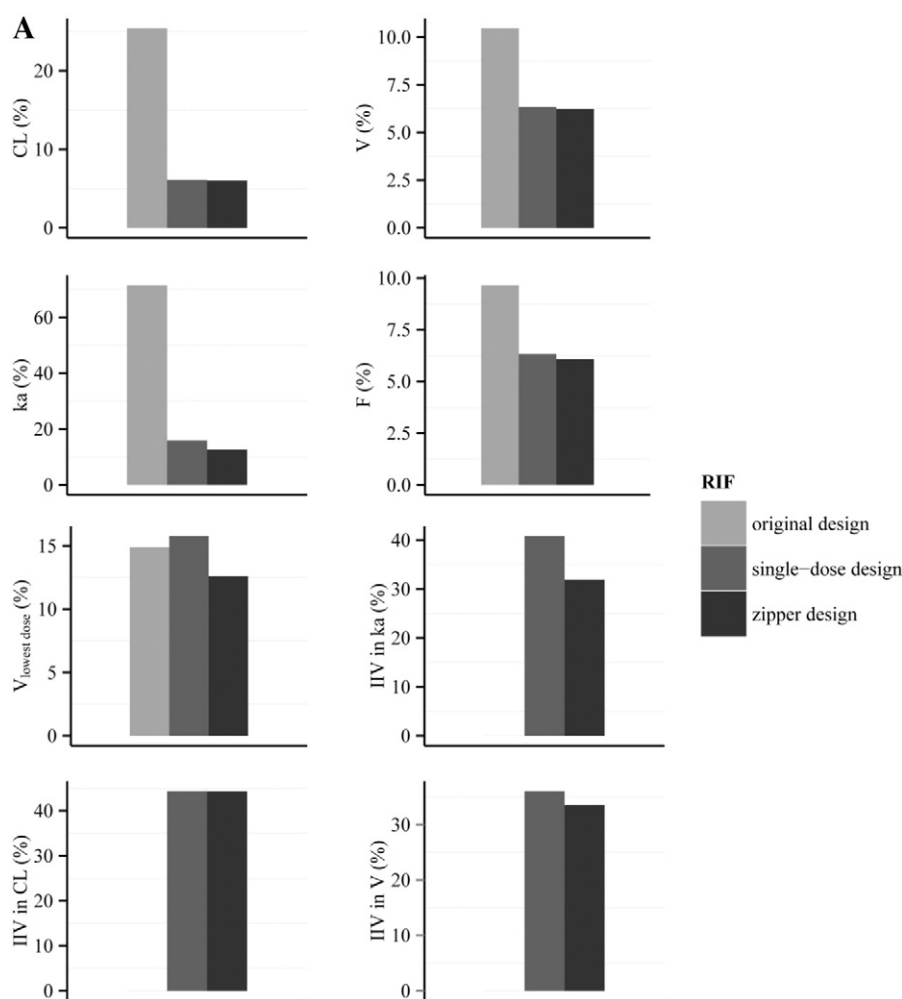 A
CL (%)
20
10
0
V (%)
10.0
7.5
5.0
2.5
0.0
ka (%)
60
40
20
0
F (%)
10.0
7.5
5.0
2.5
0.0
V lowest dose (%)
15
10
5
0
IIV in ka (%)
40
30
20
10
0
IIV in CL (%)
40
30
20
10
0
IIV in V (%)
30
20
10
0
RIF
original design
single−dose design
zipper design